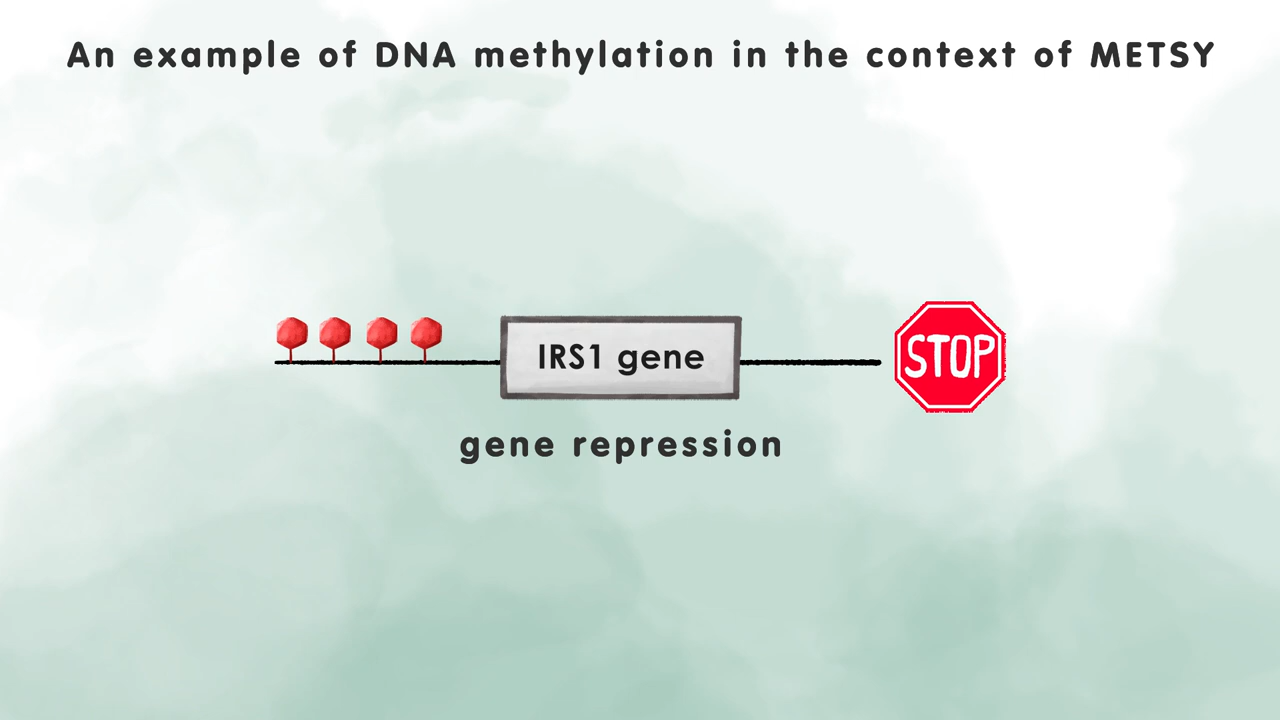 An example of DNA methylation in the context of METSY
IRS1 gene
STOP
gene repression